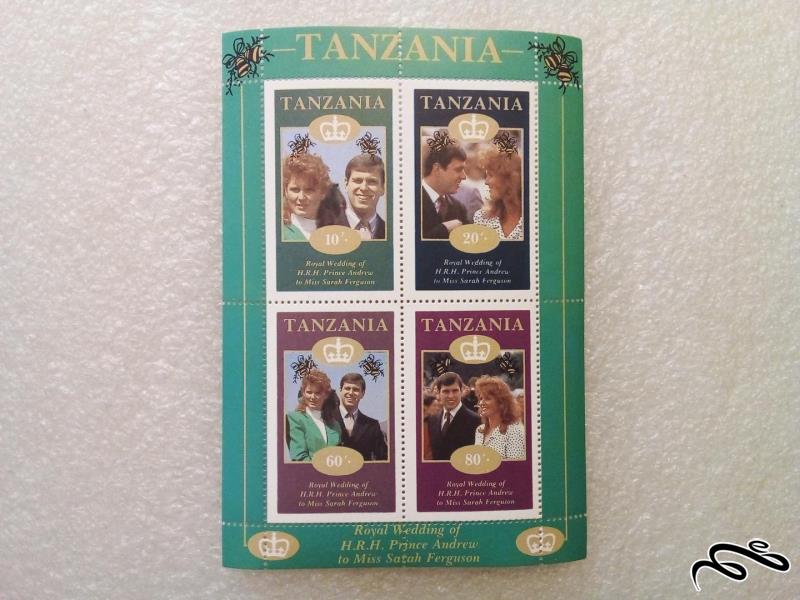 TANZANIA
TANZANIA
10/-
Royal Wedding of
H.R.H. Prince Andrew
to Miss Sarah Ferguson
TANZANIA
20/-
Royal Wedding of
H.R.H. Prince Andrew
to Miss Sarah Ferguson
TANZANIA
60/-
Royal Wedding of
H.R.H. Prince Andrew
to Miss Sarah Ferguson
TANZANIA
80/-
Royal Wedding of
H.R.H. Prince Andrew
to Miss Sarah Ferguson
Royal Wedding of
H.R.H. Prince Andrew
to Miss Sarah Ferguson